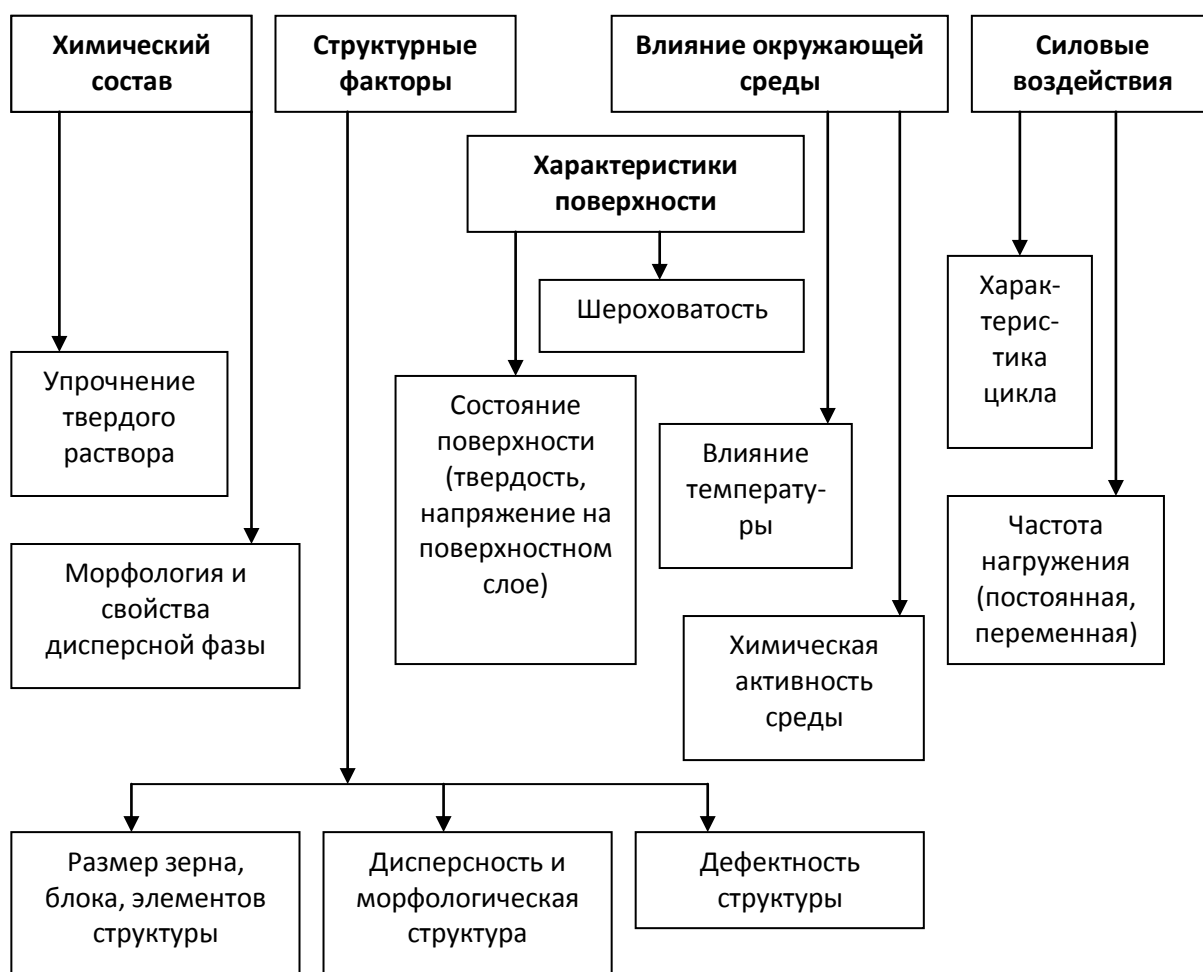 Химический
состав
Структурные
факторы
Влияние окружающей
среды
Силовые
воздействия
Характеристики
поверхности
Шероховатость
Харак-
терис-
тика
цикла
Упрочнение
твердого
раствора
Состояние
поверхности
(твердость,
напряжение на
поверхностном
слое)
Влияние
температу-
ры
Частота
нагружения
(постоянная,
переменная)
Морфология и
свойства
дисперсной фазы
Химическая
активность
среды
Размер зерна,
блока, элементов
структуры
Дисперсность и
морфологическая
структура
Дефектность
структуры